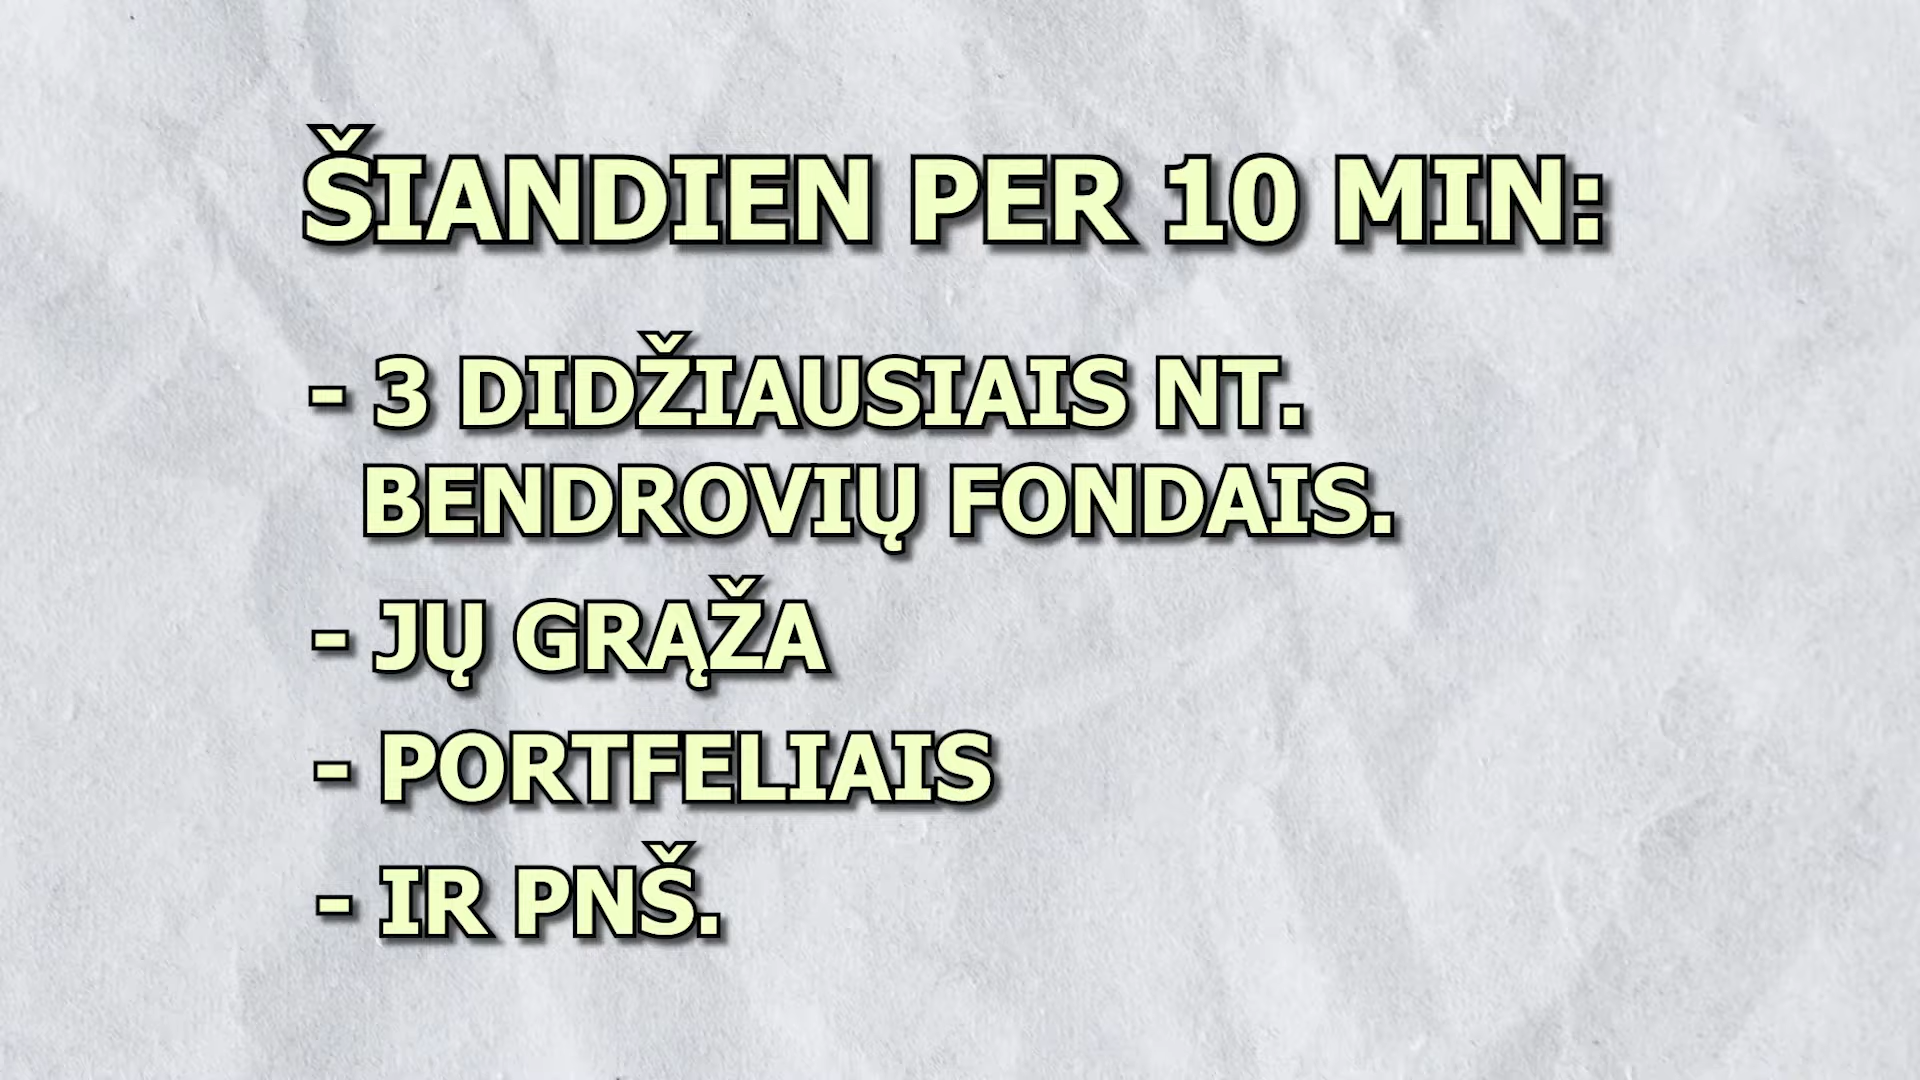 ŠIANDIEN PER 10 MIN:
- 3 DIDŽIAUSIAIS NT.
BENDROVIŲ FONDAIS.
- JŲ GRĄŽA
- PORTFELIAIS
- IR PNŠ.